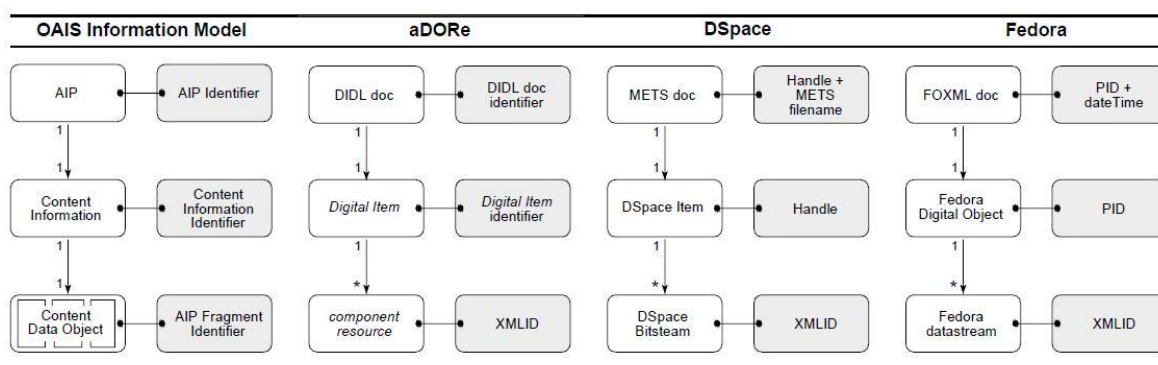 OAIS Information Model
aDORe
DSpace
Fedora
AIP
AIP Identifier
DIDL doc
DIDL doc
identifier
METS doc
Handle +
METS
filename
FOXML doc
PID +
dateTime
1
1
1
1
1
1
1
1
Content
Information
Content
Information
Identifier
Digital Item
Digital Item
identifier
DSpace Item
Handle
Fedora
Digital Object
PID
1
1
1
1
1
*
*
*
Content
Data Object
AIP Fragment
Identifier
component
resource
XMLID
DSpace
Bitsteam
XMLID
Fedora
datastream
XMLID